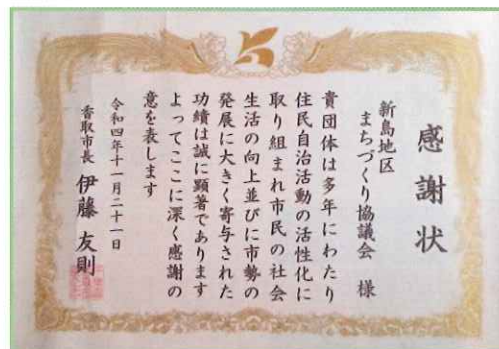 感謝状
新島地区
まちづくり協議会 様
貴団体は多年にわたり
住民自治活動の活性化に
取り組まれ市民の社会
生活の向上並びに市勢の
発展に大きく寄与された
功績は誠に顕著であります
よってここに深く感謝の
意を表します
令和四年十一月二十一日
香取市長 伊藤 友則